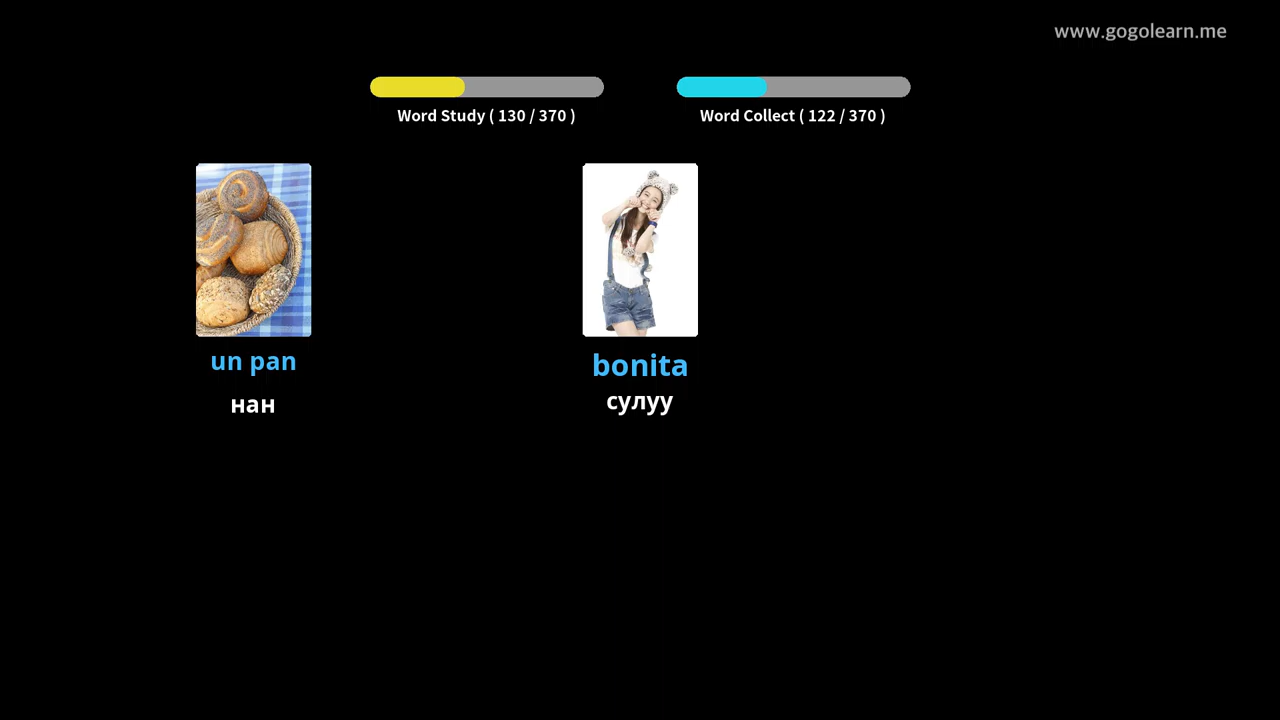 www.gogolearn.me
Word Study ( 130 / 370 )
Word Collect ( 122 / 370 )
un pan
нан
bonita
сулуу